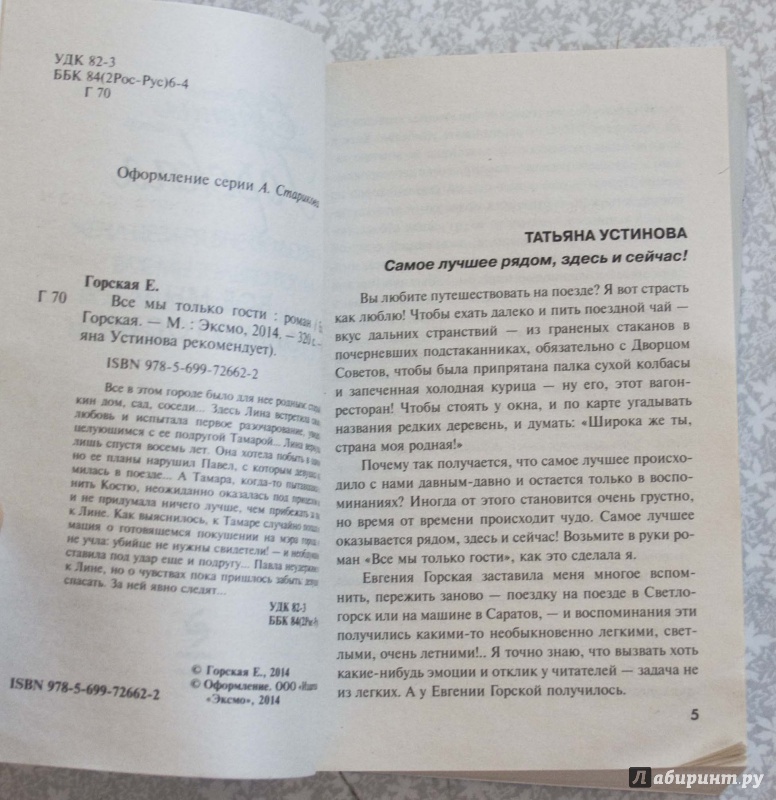 УДК 82-3
ББК 84(2Рос-Рус)6-4
Г 70
Оформление серии А. Старикова
Горская Е.
Г 70
Все мы только гости : роман /
Горская. — М. : Эксмо, 2014. — 320 с. —
яна Устинова рекомендует).
ISBN 978-5-699-72662-2
Все в этом городе было для нее родным:
кин дом, сад, соседи... Здесь Лина встретила
любовь и испытала первое разочарование,
целующимся с ее подругой Тамарой... Лина
лишь спустя восемь лет. Она хотела побыть в
но ее планы нарушил Павел, с которым
милась в поезде... А Тамара, когда-то
нить Костю, неожиданно оказалась под
и не придумала ничего лучше, чем прибежать
к Лине. Как выяснилось, к Тамаре случайно
мация о готовящемся покушении на мэра
не учла: убийце не нужны свидетели! — и
ставила под удар еще и подругу... Павла
к Лине, но о чувствах пока пришлось забыть
спасать. За ней явно следят...
УДК 82-3
ББК 84(2Рос-
© Горская Е., 2014
© Оформление. ООО
«Эксмо», 2014
ISBN 978-5-699-72662-2
ТАТЬЯНА УСТИНОВА
Самое лучшее рядом, здесь и сейчас!
Вы любите путешествовать на поезде? Я вот страсть
как люблю! Чтобы ехать далеко и пить поездной чай —
вкус дальних странствий — из граненых стаканов в
почерневших подстаканниках, обязательно с Дворцом
Советов, чтобы была припрятана палка сухой колбасы
и запеченная холодная курица — ну его, этот вагон-
ресторан! Чтобы стоять у окна, и по карте угадывать
названия редких деревень, и думать: «Широка же ты,
страна моя родная!»
Почему так получается, что самое лучшее происхо-
дило с нами давным-давно и остается только в воспо-
минаниях? Иногда от этого становится очень грустно,
но время от времени происходит чудо. Самое лучшее
оказывается рядом, здесь и сейчас! Возьмите в руки ро-
ман «Все мы только гости», как это сделала я.
Евгения Горская заставила меня многое вспом-
нить, пережить заново — поездку на поезде в Светло-
горск или на машине в Саратов, — и воспоминания эти
получились какими-то необыкновенно легкими, свет-
лыми, очень летними!.. Я точно знаю, что вызвать хоть
какие-нибудь эмоции и отклик у читателей — задача не
из легких. А у Евгении Горской получилось.
5
Лабиринт.ру